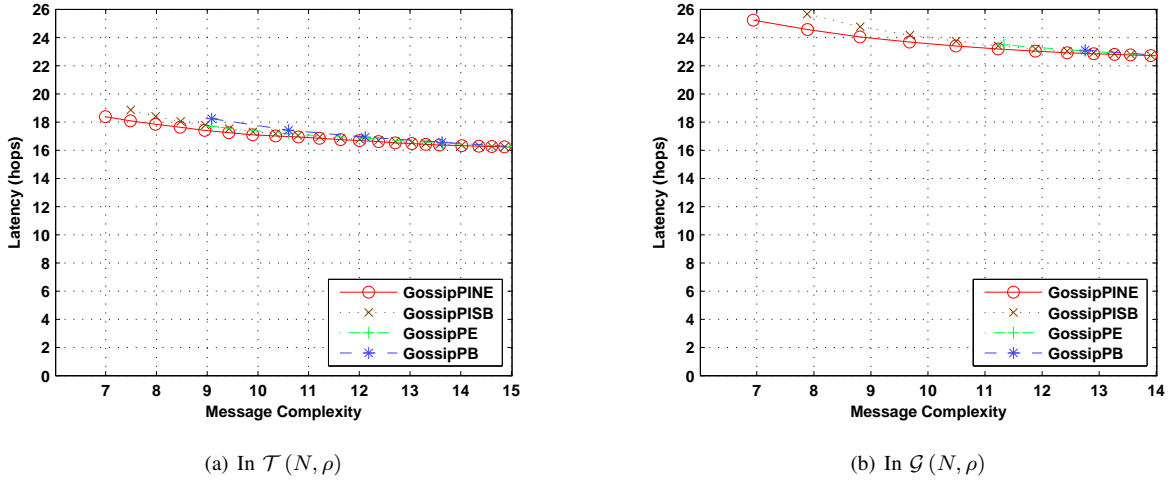 26
24
22
20
18
16
14
12
10
8
6
4
2
0
Latency (hops)
7 8 9 10 11 12 13 14 15
Message Complexity
GossipPINE
GossipPISB
GossipPE
GossipPB
(a) In 𝒯 (N, ρ)
26
24
22
20
18
16
14
12
10
8
6
4
2
0
Latency (hops)
7 8 9 10 11 12 13 14
Message Complexity
GossipPINE
GossipPISB
GossipPE
GossipPB
(b) In 𝒢 (N, ρ)